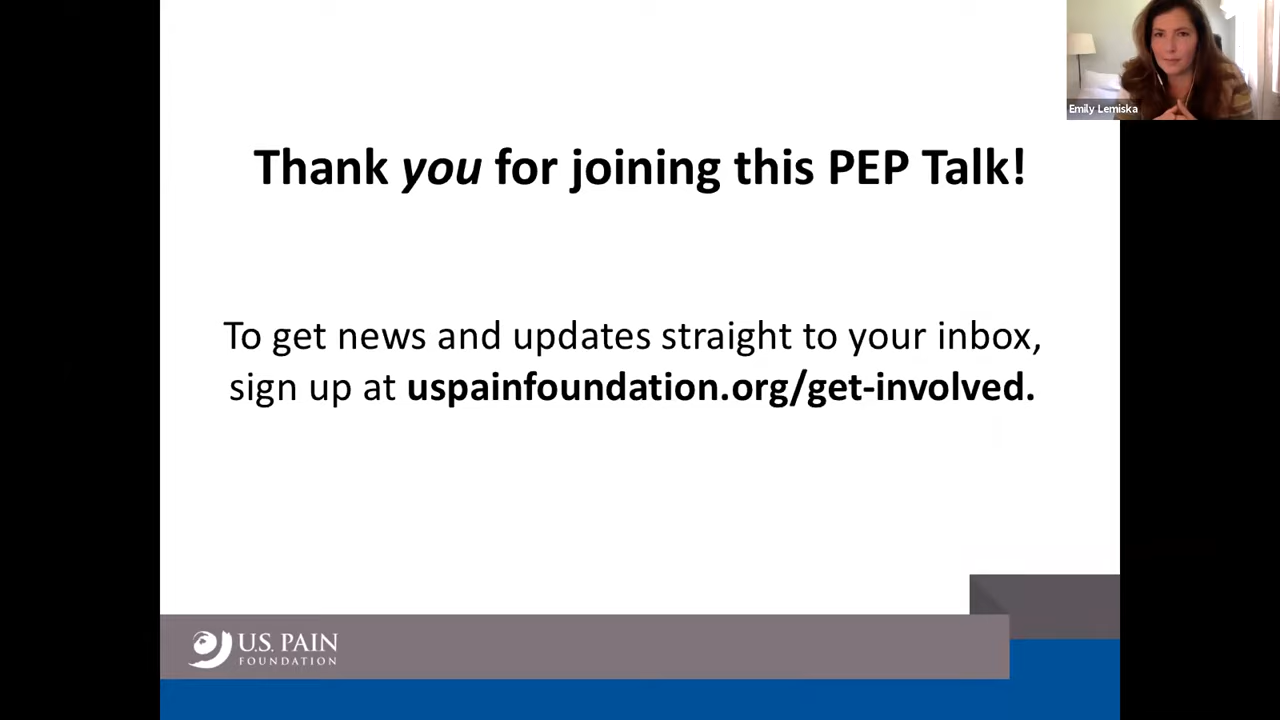 Emily Lemiska
Thank you for joining this PEP Talk!
To get news and updates straight to your inbox,
sign up at uspainfoundation.org/get-involved.
U.S. PAIN
FOUNDATION